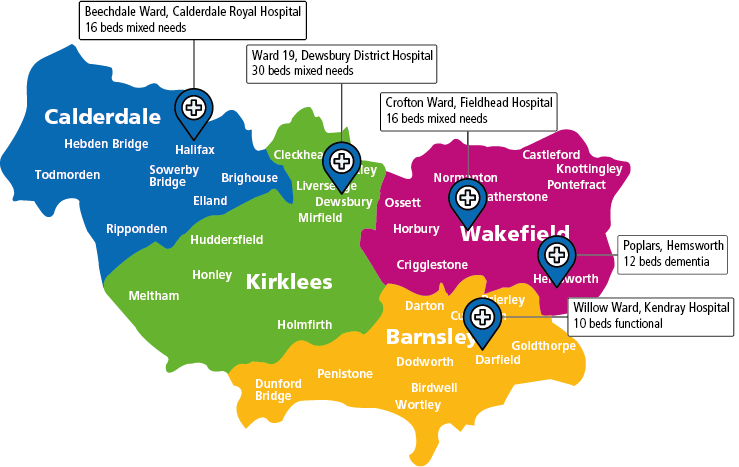 Beechdale Ward, Calderdale Royal Hospital
16 beds mixed needs
Ward 19, Dewsbury District Hospital
30 beds mixed needs
Crofton Ward, Fieldhead Hospital
16 beds mixed needs
Calderdale
Hebden Bridge
Halifax
Todmorden
Sowerby
Bridge
Brighouse
Elland
Ripponden
Liversedge
Dewsbury
Mirfield
Huddersfield
Honley
Kirklees
Meltham
Holmfirth
Castleford
Knottingley
Pontefract
Normanton
Ossett
Horbury
Wakefield
Crigglestone
Hemsworth
Poplars, Hemsworth
12 beds dementia
Willow Ward, Kendray Hospital
10 beds functional
Darton
Barnsley
Goldthorpe
Dodworth
Darfield
Penistone
Birdwell
Dunford
Bridge
Wortley